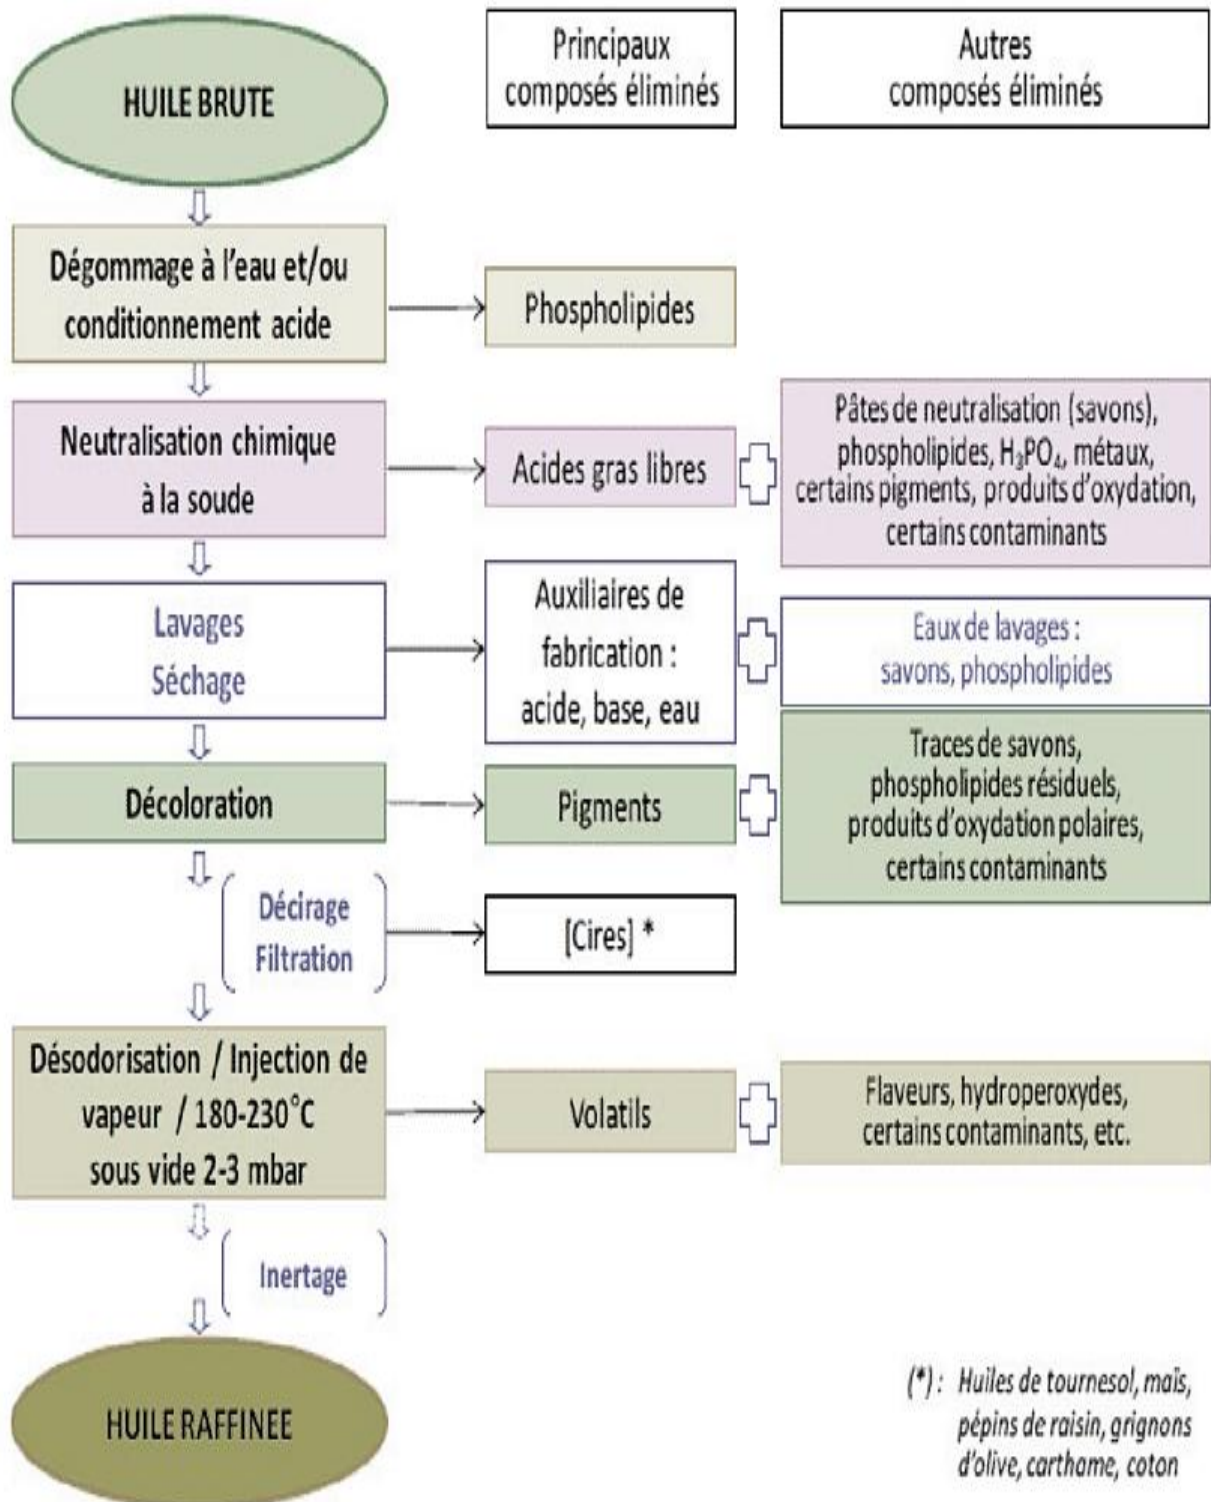 HUILE BRUTE
Principaux
composés éliminés
Autres
composés éliminés
Dégommage à l'eau et/ou
conditionnement acide
Phospholipides
Neutralisation chimique
à la soude
Acides gras libres
Pâtes de neutralisation (savons),
phospholipides, H₃PO₄, métaux,
certains pigments, produits d'oxydation,
certains contaminants
Lavages
Séchage
Auxiliaires de
fabrication :
acide, base, eau
Eaux de lavages :
savons, phospholipides
Décoloration
Pigments
Traces de savons,
phospholipides résiduels,
produits d'oxydation polaires,
certains contaminants
Décirage
Filtration
[Cires] *
Désodorisation / Injection de
vapeur / 180-230°C
sous vide 2-3 mbar
Volatils
Flaveurs, hydroperoxydes,
certains contaminants, etc.
Inertage
HUILE RAFFINEE
(*) : Huiles de tournesol, maïs,
pépins de raisin, grignons
d'olive, carthame, coton